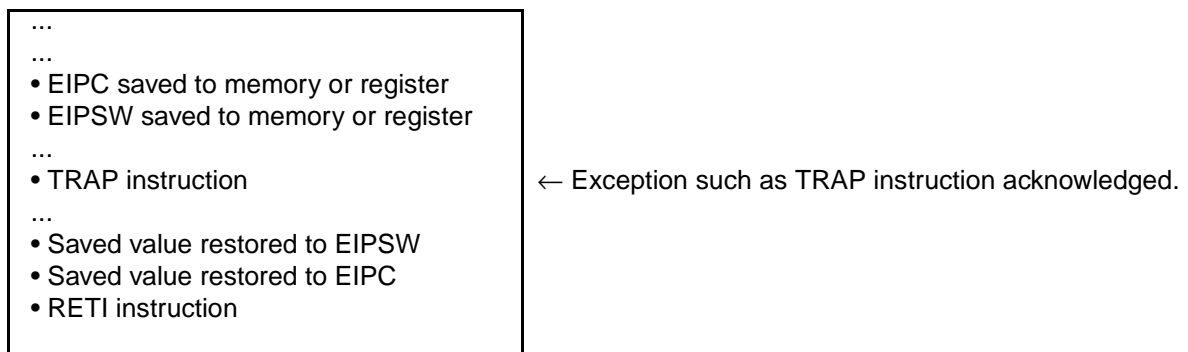 ...
...
• EIPC saved to memory or register
• EIPSW saved to memory or register
...
• TRAP instruction
← Exception such as TRAP instruction acknowledged.
...
• Saved value restored to EIPSW
• Saved value restored to EIPC
• RETI instruction